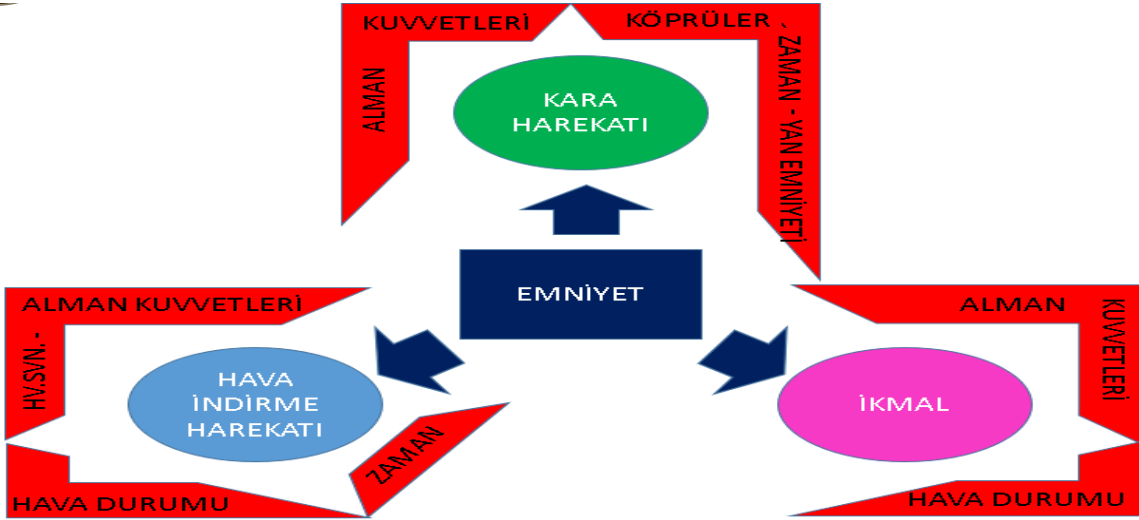 KUVVETLERİ
KÖPRÜLER
ALMAN
- ZAMAN - YAN EMNİYETİ
KARA
HAREKATI
EMNİYET
ALMAN KUVVETLERİ
HV.SVN. -
HAVA
İNDİRME
HAREKATI
ZAMAN
HAVA DURUMU
ALMAN
KUVVETLERİ
İKMAL
HAVA DURUMU